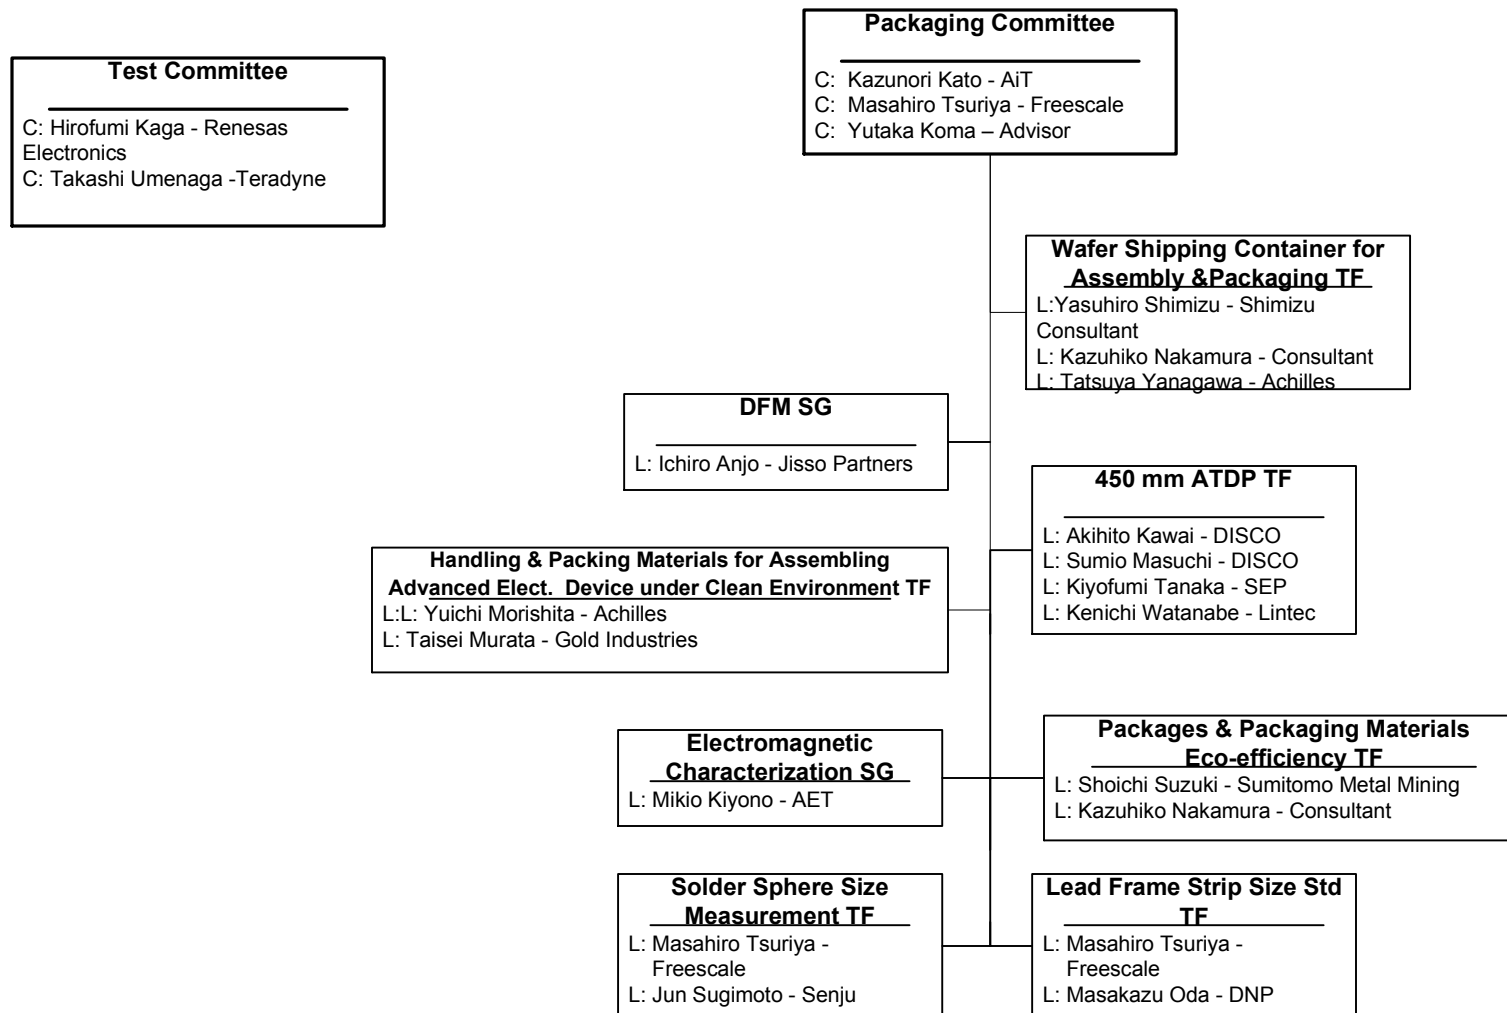 Packaging Committee
C: Kazunori Kato - AiT
C: Masahiro Tsuriya - Freescale
C: Yutaka Koma – Advisor
Test Committee
C: Hirofumi Kaga - Renesas
Electronics
C: Takashi Umenaga -Teradyne
Wafer Shipping Container for
Assembly &Packaging TF
L:Yasuhiro Shimizu - Shimizu
Consultant
L: Kazuhiko Nakamura - Consultant
L: Tatsuya Yanagawa - Achilles
DFM SG
L: Ichiro Anjo - Jisso Partners
450 mm ATDP TF
L: Akihito Kawai - DISCO
L: Sumio Masuchi - DISCO
L: Kiyofumi Tanaka - SEP
L: Kenichi Watanabe - Lintec
Handling & Packing Materials for Assembling
Advanced Elect. Device under Clean Environment TF
L:L: Yuichi Morishita - Achilles
L: Taisei Murata - Gold Industries
Electromagnetic
Characterization SG
L: Mikio Kiyono - AET
Packages & Packaging Materials
Eco-efficiency TF
L: Shoichi Suzuki - Sumitomo Metal Mining
L: Kazuhiko Nakamura - Consultant
Solder Sphere Size
Measurement TF
L: Masahiro Tsuriya -
Freescale
L: Jun Sugimoto - Senju
Lead Frame Strip Size Std
TF
L: Masahiro Tsuriya -
Freescale
L: Masakazu Oda - DNP